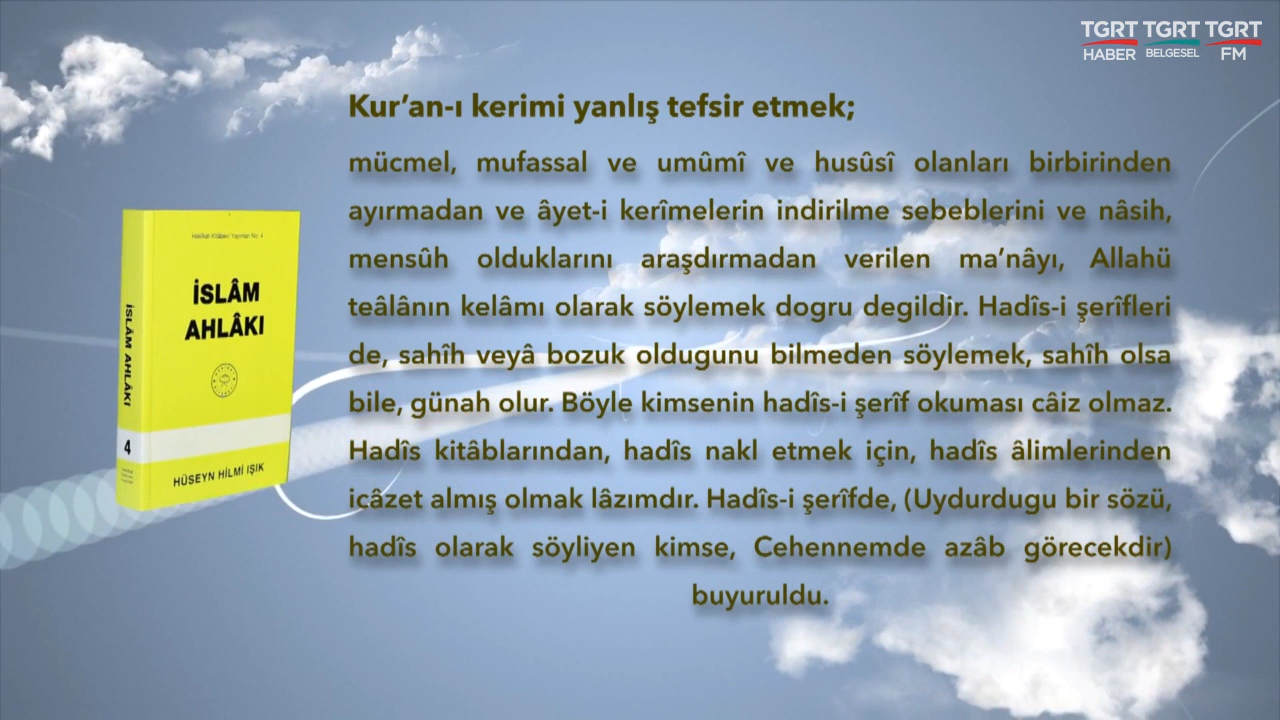 TGRT TGRT TGRT
HABER BELGESEL FM
Kur’an-ı kerimi yanlış tefsir etmek;
mücmel, mufassal ve umûmî ve husûsî olanları birbirinden
ayırmadan ve âyet-i kerîmelerin indirilme sebeblerini ve nâsih,
mensûh olduklarını araşdırmadan verilen ma’nâyı, Allahü
teâlânın kelâmı olarak söylemek dogru degildir. Hadîs-i şerîfleri
de, sahîh veyâ bozuk oldugunu bilmeden söylemek, sahîh olsa
bile, günah olur. Böyle kimsenin hadîs-i şerîf okuması câiz olmaz.
Hadîs kitâblarından, hadîs nakl etmek için, hadîs âlimlerinden
icâzet almış olmak lâzımdır. Hadîs-i şerîfde, (Uydurdugu bir sözü,
hadîs olarak söyliyen kimse, Cehennemde azâb görecekdir)
buyuruldu.
Hakîkat Kitâbevi Yayınları No: 4
İSLÂM
AHLÂKI
HÜSEYN HİLMİ IŞIK
İSLÂM AHLÂKI
4